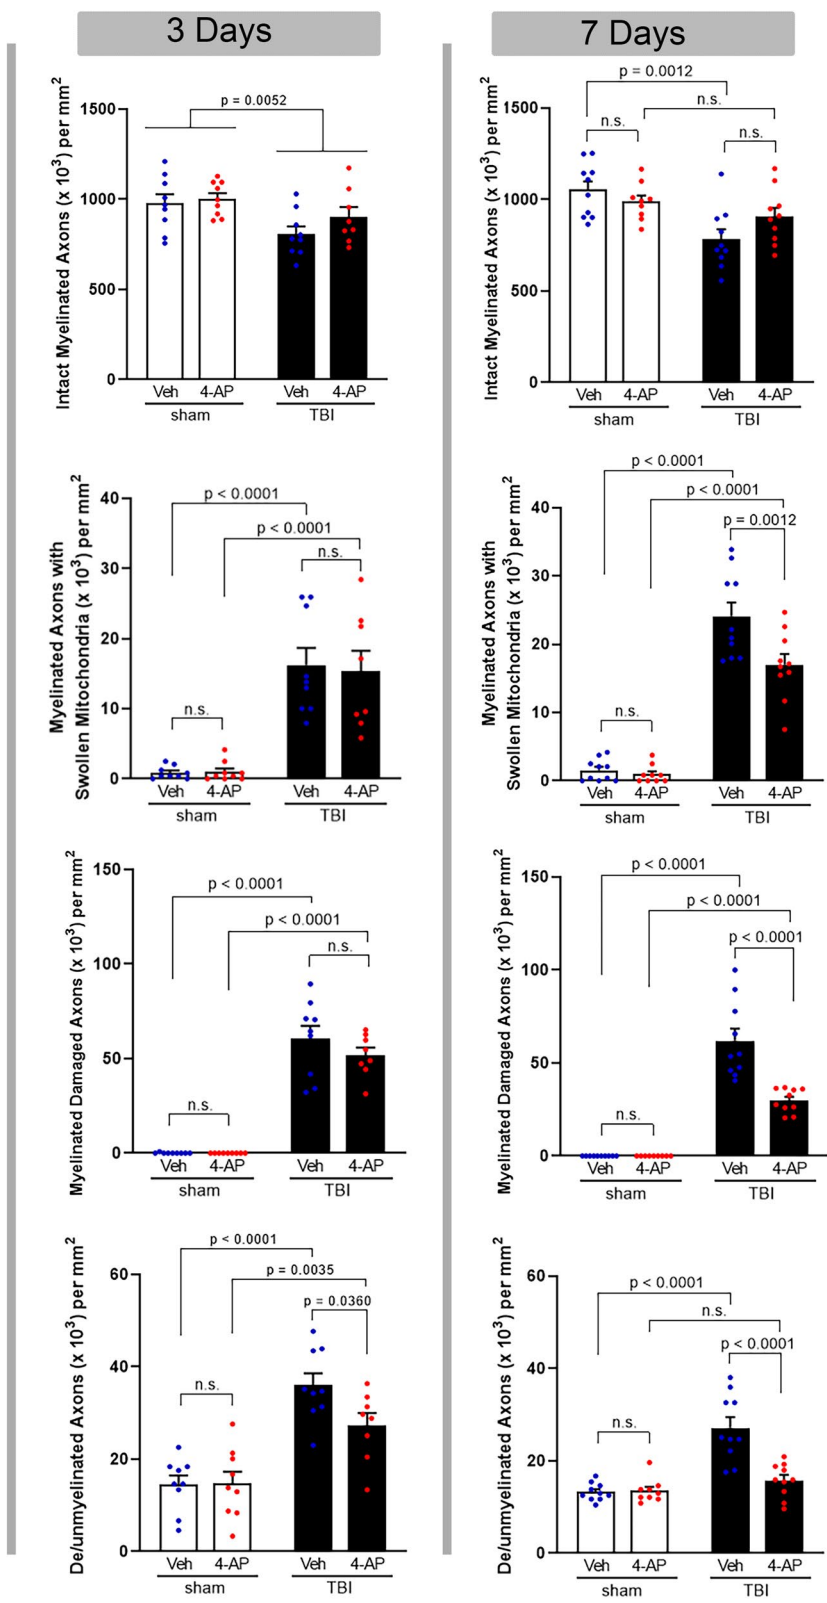 3 Days
7 Days
Intact Myelinated Axons (x 10³) per mm²
1500
1000
500
0
p = 0.0052
Veh
4-AP
Veh
4-AP
sham
TBI
Intact Myelinated Axons (x 10³) per mm²
1500
1000
500
0
p = 0.0012
n.s.
n.s.
n.s.
Veh
4-AP
Veh
4-AP
sham
TBI
Myelinated Axons with
Swollen Mitochondria (x 10³) per mm²
40
30
20
10
0
p < 0.0001
p < 0.0001
n.s.
n.s.
Veh
4-AP
Veh
4-AP
sham
TBI
Myelinated Axons with
Swollen Mitochondria (x 10³) per mm²
40
30
20
10
0
p < 0.0001
p < 0.0001
p = 0.0012
n.s.
Veh
4-AP
Veh
4-AP
sham
TBI
Myelinated Damaged Axons (x 10³) per mm²
150
100
50
0
p < 0.0001
p < 0.0001
n.s.
n.s.
Veh
4-AP
Veh
4-AP
sham
TBI
Myelinated Damaged Axons (x 10³) per mm²
150
100
50
0
p < 0.0001
p < 0.0001
p < 0.0001
n.s.
Veh
4-AP
Veh
4-AP
sham
TBI
De/unmyelinated Axons (x 10³) per mm²
60
40
20
0
p < 0.0001
p = 0.0035
p = 0.0360
n.s.
Veh
4-AP
Veh
4-AP
sham
TBI
De/unmyelinated Axons (x 10³) per mm²
60
40
20
0
p < 0.0001
n.s.
p < 0.0001
n.s.
Veh
4-AP
Veh
4-AP
sham
TBI